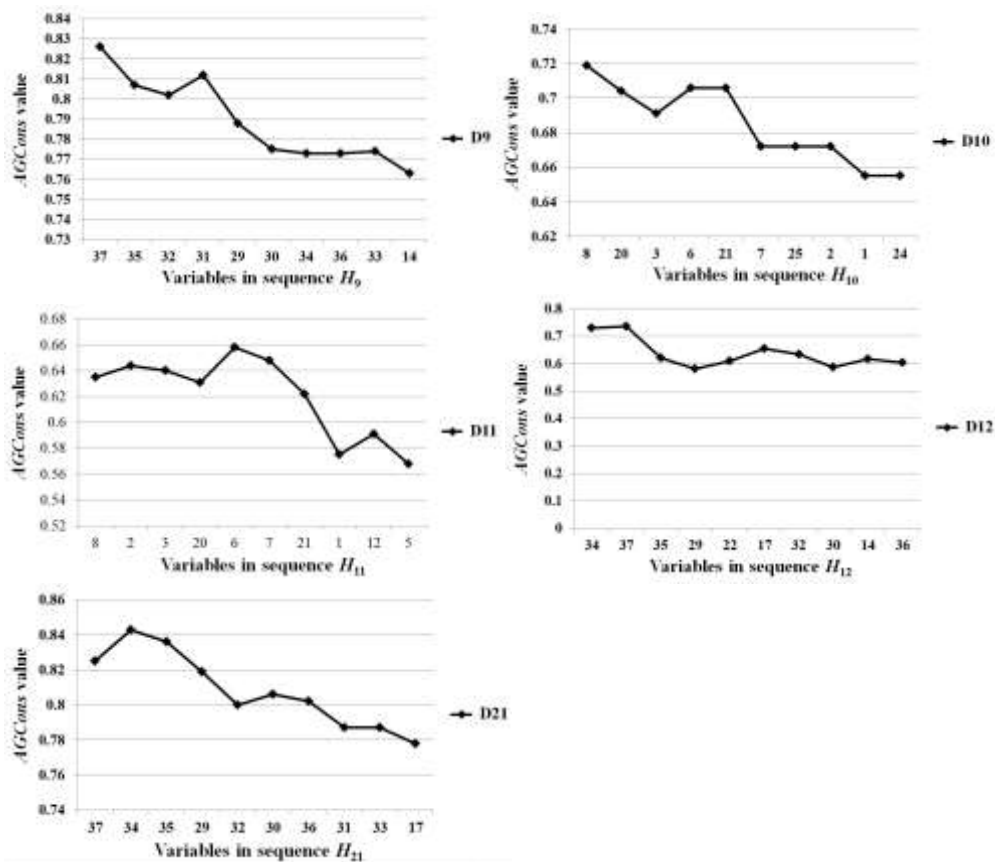 0.84
0.83
0.82
0.81
0.8
0.79
0.78
0.77
0.76
0.75
0.74
0.73
AGCons value
37 35 32 31 29 30 34 36 33 14
Variables in sequence H9
D9
0.74
0.72
0.7
0.68
0.66
0.64
0.62
AGCons value
8 20 3 6 21 7 25 2 1 24
Variables in sequence H10
D10
0.68
0.66
0.64
0.62
0.6
0.58
0.56
0.54
0.52
AGCons value
8 2 3 20 6 7 21 1 12 5
Variables in sequence H11
D11
0.8
0.7
0.6
0.5
0.4
0.3
0.2
0.1
0
AGCons value
34 37 35 29 22 17 32 30 14 36
Variables in sequence H12
D12
0.86
0.84
0.82
0.8
0.78
0.76
0.74
AGCons value
37 34 35 29 32 30 36 31 33 17
Variables in sequence H21
D21